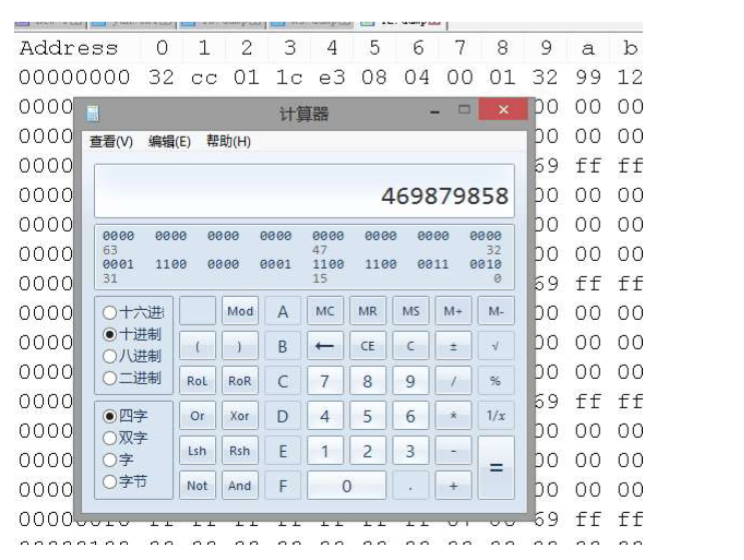 Address 0 1 2 3 4 5 6 7 8 9 a b
00000000 32 cc 01 1c e3 08 04 00 01 32 99 12
0000 计算器 00 00 00
0000 查看(V) 编辑(E) 帮助(H) 00 00 00
0000 69 ff ff
0000 469879858 00 00 00
0000 00 00 00
0000 0000 0000 0000 0000 0000 0000 0000 0000 00 00 00
63 47 32
0001 1100 0000 0001 1100 1100 0011 0010
0000 31 15 0 69 ff ff
0000 十六进 Mod A MC MR MS M+ M- 00 00 00
0000 十进制 ( ) B ← CE C ± √ 00 00 00
八进制
0000 二进制 RoL RoR C 7 8 9 / % 00 00 00
0000 69 ff ff
0000 四字 Or Xor D 4 5 6 * 1/x 00 00 00
双字
0000 字 Lsh Rsh E 1 2 3 - = 00 00 00
0000 字节 Not And F 0 . + 00 00 00
69 ff ff